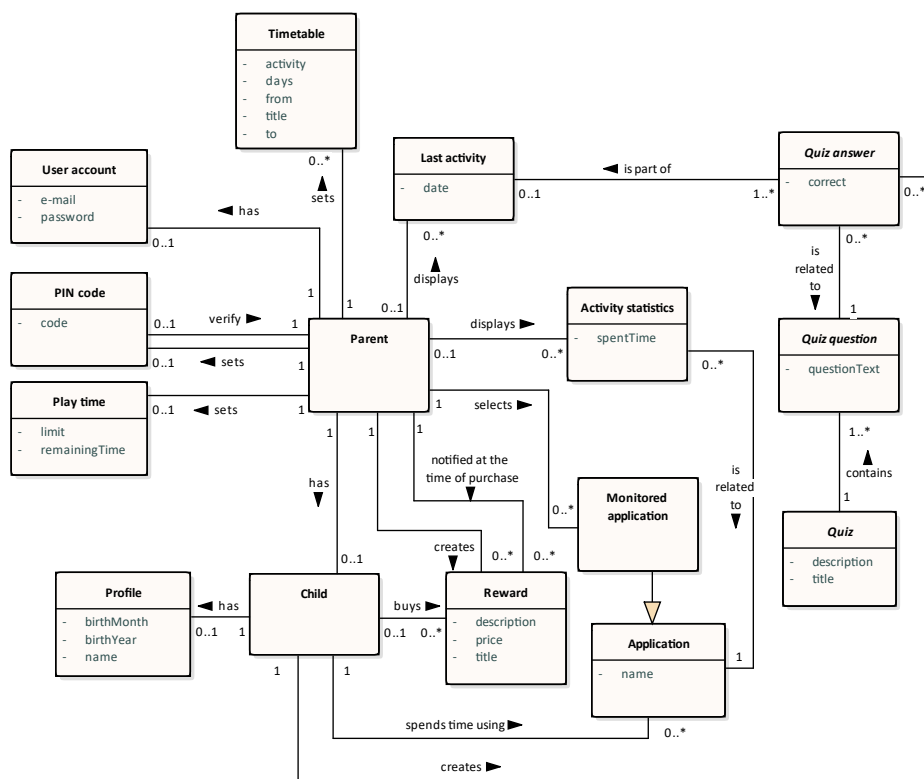 Timetable
- activity
- days
- from
- title
- to
0..*
sets
User account
- e-mail
- password
has
0..1
1
1
Last activity
- date
0..1
is part of
1..*
0..*
displays
0..1
Quiz answer
- correct
0..*
0..*
is
related
to
1
PIN code
- code
0..1
verify
1
0..1
sets
1
Parent
displays
0..1
0..*
Activity statistics
- spentTime
0..*
Quiz question
- questionText
1..*
contains
1
Play time
- limit
- remainingTime
0..1
sets
1
1
selects
0..*
1
1
1
has
0..1
notified at the
time of purchase
creates
0..*
0..*
is
related
to
1
Monitored
application
Quiz
- description
- title
Profile
- birthMonth
- birthYear
- name
has
0..1
1
Child
buys
0..1
0..*
Reward
- description
- price
- title
Application
- name
1
1
spends time using
0..*
creates